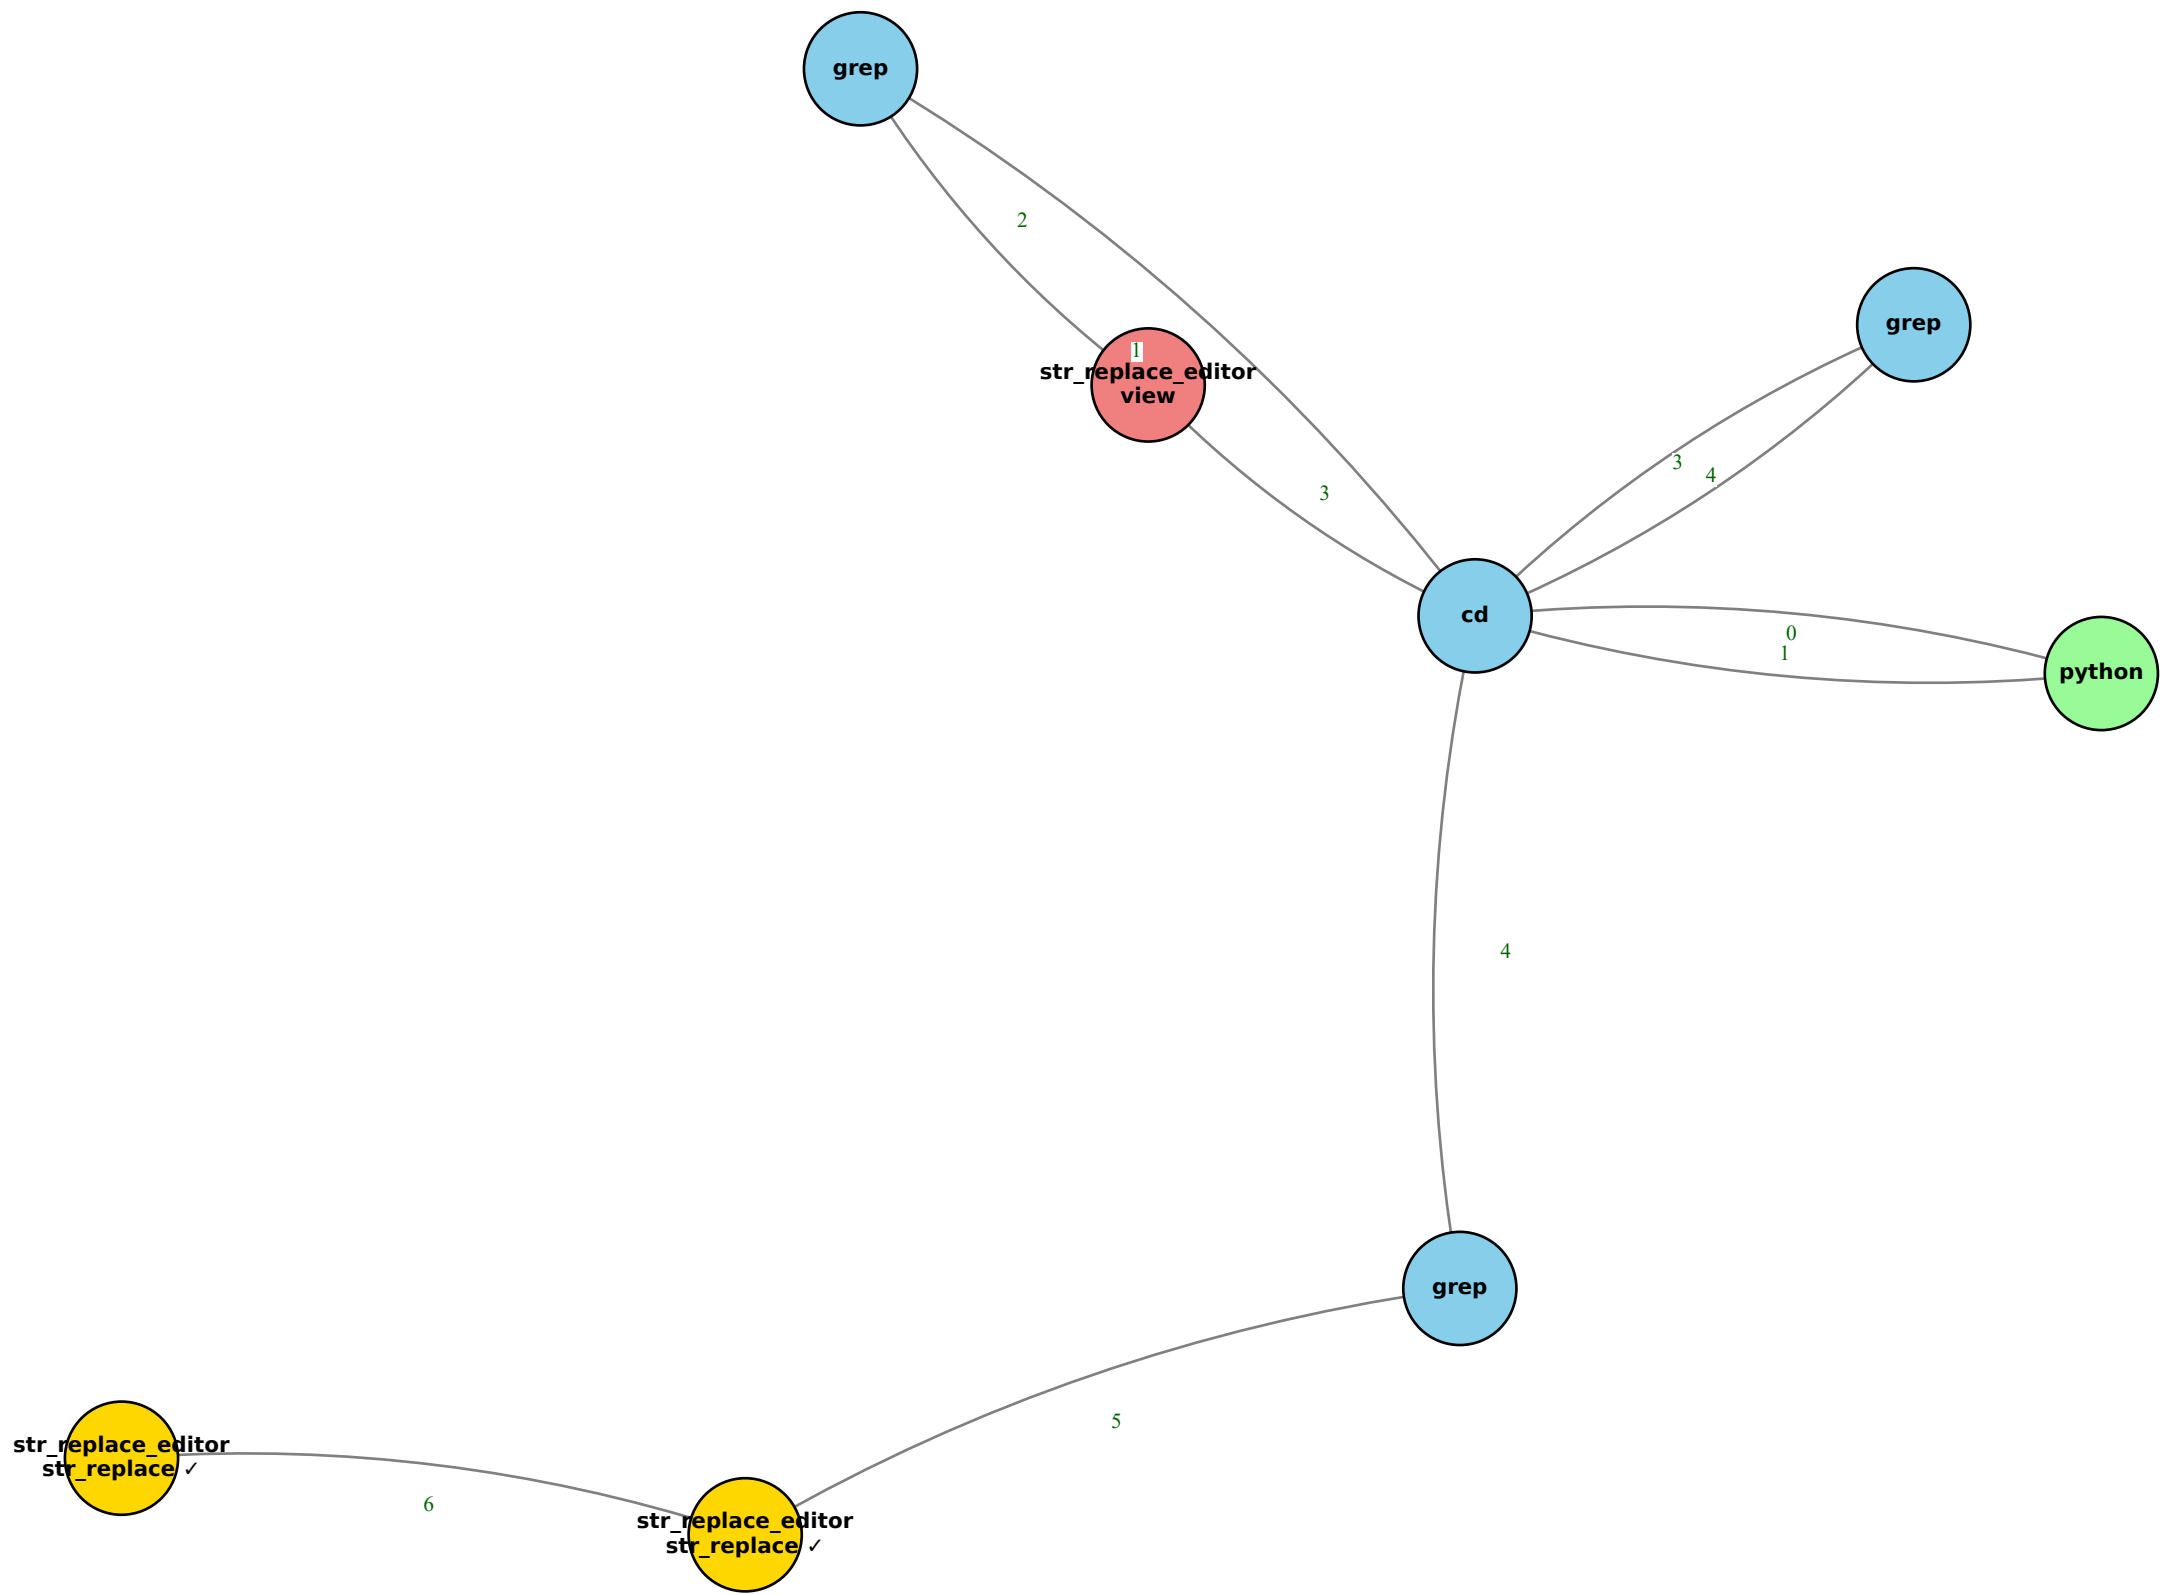 grep
2
grep
1
str_replace_editor
view
3
4
3
cd
0
1
python
4
grep
5
str_replace_editor
str_replace ✓
6
str_replace_editor
str_replace ✓